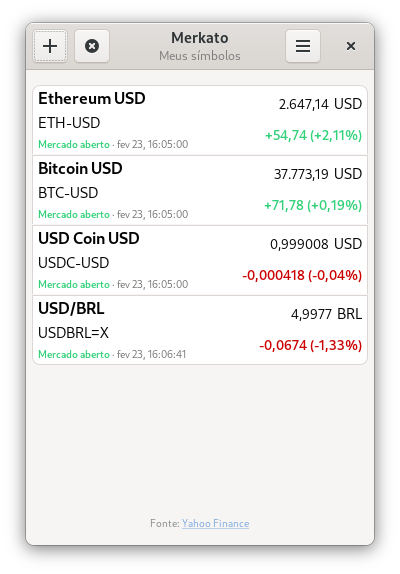 Merkato
Meus símbolos
Ethereum USD
2.647,14 USD
ETH-USD
+54,74 (+2,11%)
Mercado aberto · fev 23, 16:05:00
Bitcoin USD
37.773,19 USD
BTC-USD
+71,78 (+0,19%)
Mercado aberto · fev 23, 16:05:00
USD Coin USD
0,999008 USD
USDC-USD
-0,000418 (-0,04%)
Mercado aberto · fev 23, 16:05:00
USD/BRL
4,9977 BRL
USDBRL=X
-0,0674 (-1,33%)
Mercado aberto · fev 23, 16:06:41
Fonte: Yahoo Finance